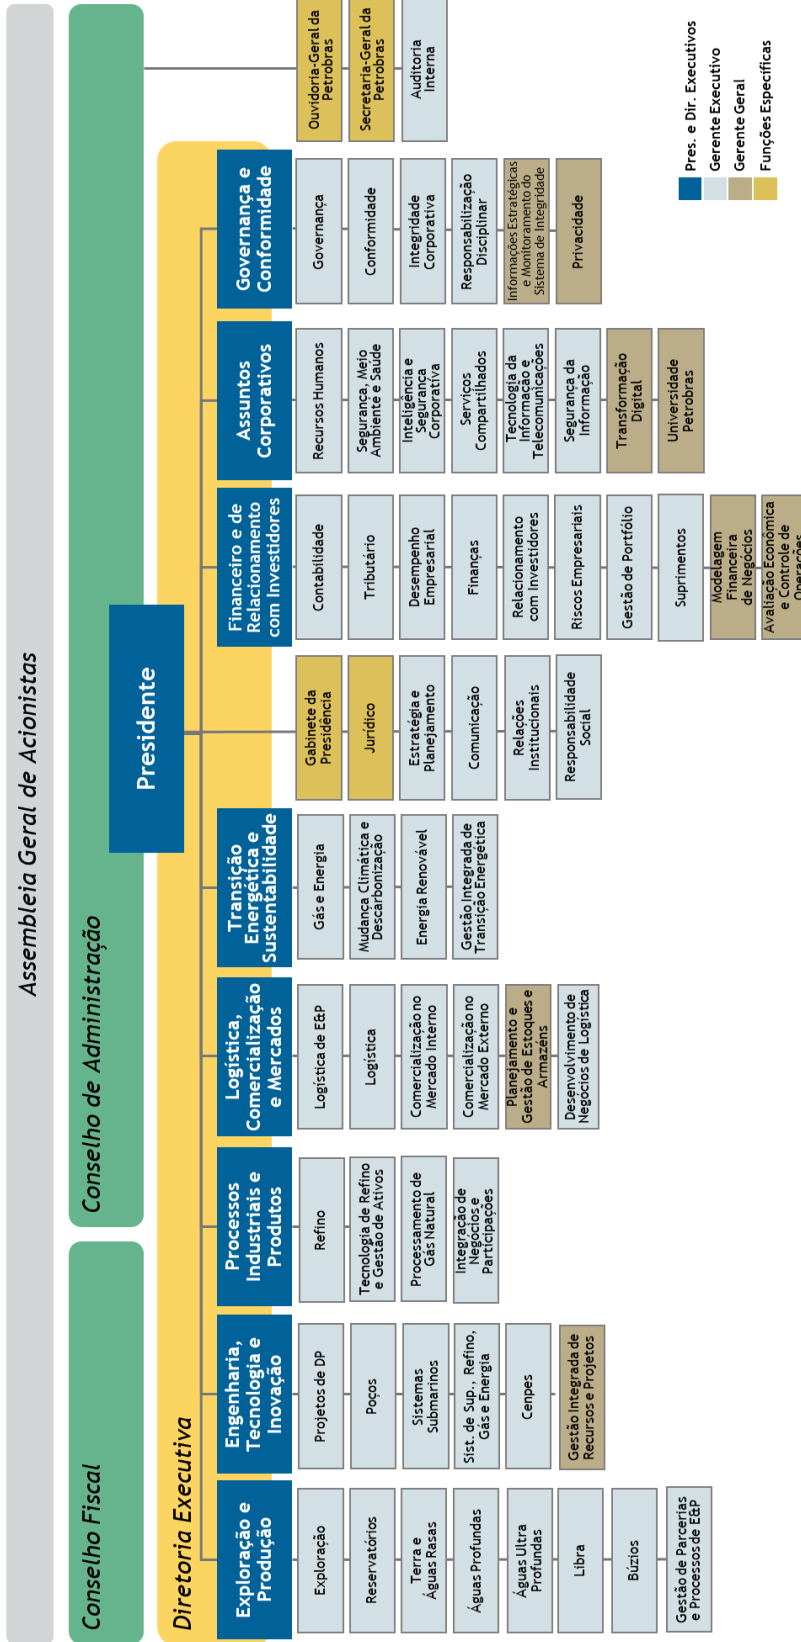 Assembleia Geral de Acionistas
Conselho Fiscal
Conselho de Administração
Diretoria Executiva
Presidente
Exploração e
Produção
Exploração
Reservatórios
Terra e
Águas Rasas
Águas Profundas
Águas Ultra
Profundas
Libra
Búzios
Gestão de Parcerias
e Processos de E&P
Engenharia,
Tecnologia e
Inovação
Projetos de DP
Poços
Sistemas
Submarinos
Sist. de Sup., Refino,
Gás e Energia
Cenpes
Gestão Integrada de
Recursos e Projetos
Processos
Industriais e
Produtos
Refino
Tecnologia de Refino
e Gestão de Ativos
Processamento de
Gás Natural
Integração de
Negócios e
Participações
Logística,
Comercialização
e Mercados
Logística de E&P
Logística
Comercialização no
Mercado Interno
Comercialização no
Mercado Externo
Planejamento e
Gestão de Estoques e
Armazéns
Desenvolvimento de
Negócios de Logística
Transição
Energética e
Sustentabilidade
Gás e Energia
Mudança Climática e
Descarbonização
Energia Renovável
Gestão Integrada de
Transição Energética
Gabinete da
Presidência
Jurídico
Estratégia e
Planejamento
Comunicação
Relações
Institucionais
Responsabilidade
Social
Financeiro e de
Relacionamento
com Investidores
Contabilidade
Tributário
Desempenho
Empresarial
Finanças
Relacionamento
com Investidores
Riscos Empresariais
Gestão de Portfólio
Suprimentos
Modelagem
Financeira
de Negócios
Avaliação Econômica
e Controle de
Operações
Assuntos
Corporativos
Recursos Humanos
Segurança, Meio
Ambiente e Saúde
Inteligência e
Segurança
Corporativa
Serviços
Compartilhados
Tecnologia da
Informação e
Telecomunicações
Segurança da
Informação
Transformação
Digital
Universidade
Petrobras
Governança e
Conformidade
Governança
Conformidade
Integridade
Corporativa
Responsabilização
Disciplinar
Informações Estratégicas
e Monitoramento do
Sistema de Integridade
Privacidade
Ouvidoria-Geral da
Petrobras
Secretaria-Geral da
Petrobras
Auditoria
Interna
Pres. e Dir. Executivos
Gerente Executivo
Gerente Geral
Funções Específicas